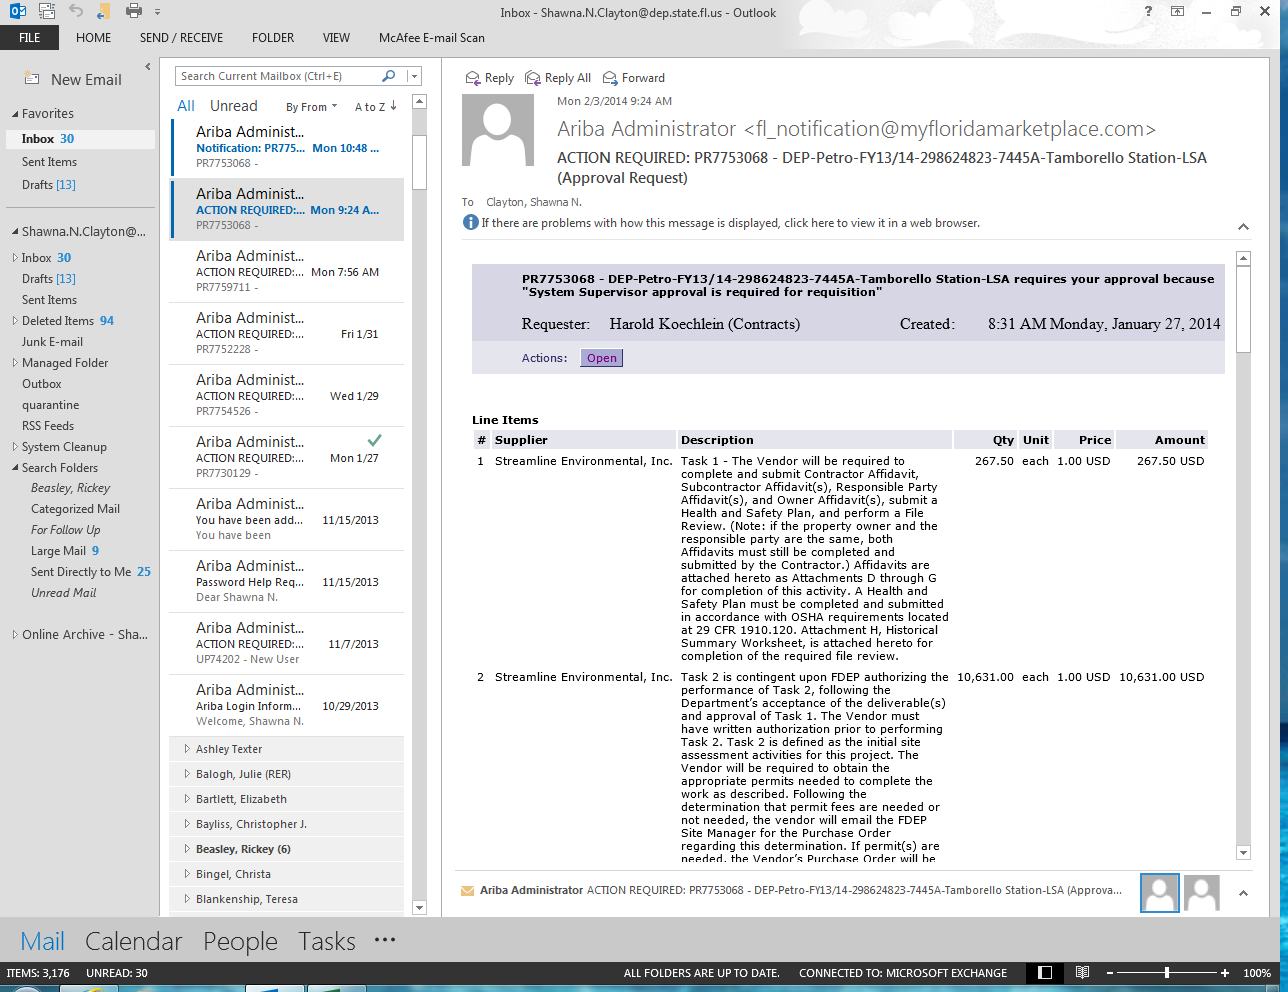 Inbox - Shawna.N.Clayton@dep.state.fl.us - Outlook
?
FILE HOME SEND / RECEIVE FOLDER VIEW McAfee E-mail Scan
New Email
Favorites
Inbox 30
Sent Items
Drafts [13]
Shawna.N.Clayton@...
Inbox 30
Drafts [13]
Sent Items
Deleted Items 94
Junk E-mail
Managed Folder
Outbox
quarantine
RSS Feeds
System Cleanup
Search Folders
Beasley, Rickey
Categorized Mail
For Follow Up
Large Mail 9
Sent Directly to Me 25
Unread Mail
Online Archive - Sha...
Search Current Mailbox (Ctrl+E)
All Unread By From A to Z
Ariba Administ...
Notification: PR775... Mon 10:48 ...
PR7753068 -
Ariba Administ...
ACTION REQUIRED:... Mon 9:24 A...
PR7753068 -
Ariba Administ...
ACTION REQUIRED:... Mon 7:56 AM
PR7759711 -
Ariba Administ...
ACTION REQUIRED:... Fri 1/31
PR7752228 -
Ariba Administ...
ACTION REQUIRED:... Wed 1/29
PR7754526 -
Ariba Administ...
ACTION REQUIRED:... Mon 1/27
PR7730129 -
Ariba Administ...
You have been add... 11/15/2013
You have been
Ariba Administ...
Password Help Req... 11/15/2013
Dear Shawna N.
Ariba Administ...
ACTION REQUIRED:... 11/7/2013
UP74202 - New User
Ariba Administ...
Ariba Login Inform... 10/29/2013
Welcome, Shawna N.
Ashley Texter
Balogh, Julie (RER)
Bartlett, Elizabeth
Bayliss, Christopher J.
Beasley, Rickey (6)
Bingel, Christa
Blankenship, Teresa
Reply Reply All Forward
Mon 2/3/2014 9:24 AM
Ariba Administrator <fl_notification@myfloridamarketplace.com>
ACTION REQUIRED: PR7753068 - DEP-Petro-FY13/14-298624823-7445A-Tamborello Station-LSA
(Approval Request)
To Clayton, Shawna N.
If there are problems with how this message is displayed, click here to view it in a web browser.
PR7753068 - DEP-Petro-FY13/14-298624823-7445A-Tamborello Station-LSA requires your approval because
"System Supervisor approval is required for requisition"
Requester: Harold Koechlein (Contracts) Created: 8:31 AM Monday, January 27, 2014
Actions: Open
Line Items
# Supplier Description Qty Unit Price Amount
1 Streamline Environmental, Inc. Task 1 - The Vendor will be required to 267.50 each 1.00 USD 267.50 USD
complete and submit Contractor Affidavit,
Subcontractor Affidavit(s), Responsible Party
Affidavit(s), and Owner Affidavit(s), submit a
Health and Safety Plan, and perform a File
Review. (Note: if the property owner and the
responsible party are the same, both
Affidavits must still be completed and
submitted by the Contractor.) Affidavits are
attached hereto as Attachments D through G
for completion of this activity. A Health and
Safety Plan must be completed and submitted
in accordance with OSHA requirements located
at 29 CFR 1910.120. Attachment H, Historical
Summary Worksheet, is attached hereto for
completion of the required file review.
2 Streamline Environmental, Inc. Task 2 is contingent upon FDEP authorizing the 10,631.00 each 1.00 USD 10,631.00 USD
performance of Task 2, following the
Department's acceptance of the deliverable(s)
and approval of Task 1. The Vendor must
have written authorization prior to performing
Task 2. Task 2 is defined as the initial site
assessment activities for this project. The
Vendor will be required to obtain the
appropriate permits needed to complete the
work as described. Following the
determination that permit fees are needed or
not needed, the vendor will email the FDEP
Site Manager for the Purchase Order
regarding this determination. If permit(s) are
needed, the Vendor's Purchase Order will be
Ariba Administrator ACTION REQUIRED: PR7753068 - DEP-Petro-FY13/14-298624823-7445A-Tamborello Station-LSA (Approva...
Mail Calendar People Tasks ...
ITEMS: 3,176 UNREAD: 30 ALL FOLDERS ARE UP TO DATE. CONNECTED TO: MICROSOFT EXCHANGE 100%